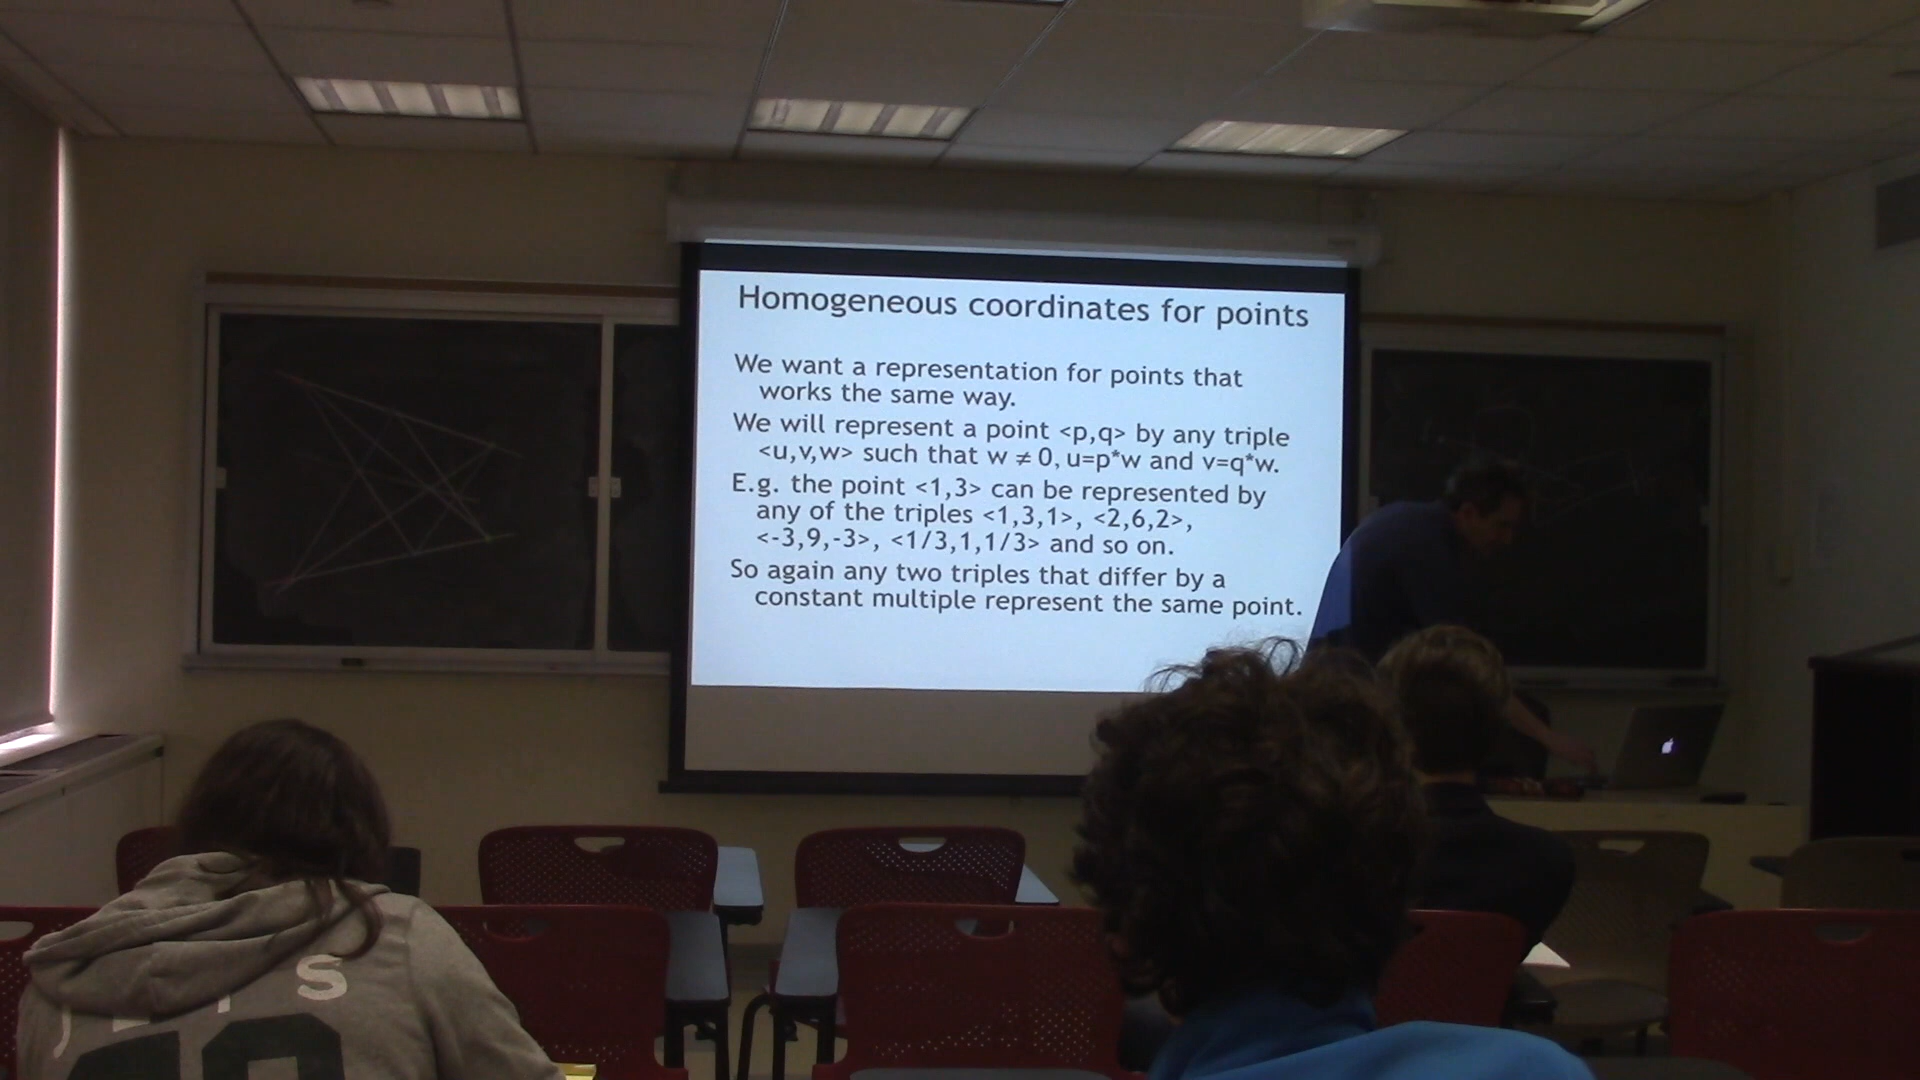 Homogeneous coordinates for points
We want a representation for points that
works the same way.
We will represent a point <p,q> by any triple
<u,v,w> such that w ≠ 0, u=p*w and v=q*w.
E.g. the point <1,3> can be represented by
any of the triples <1,3,1>, <2,6,2>,
<-3,9,-3>, <1/3,1,1/3> and so on.
So again any two triples that differ by a
constant multiple represent the same point.